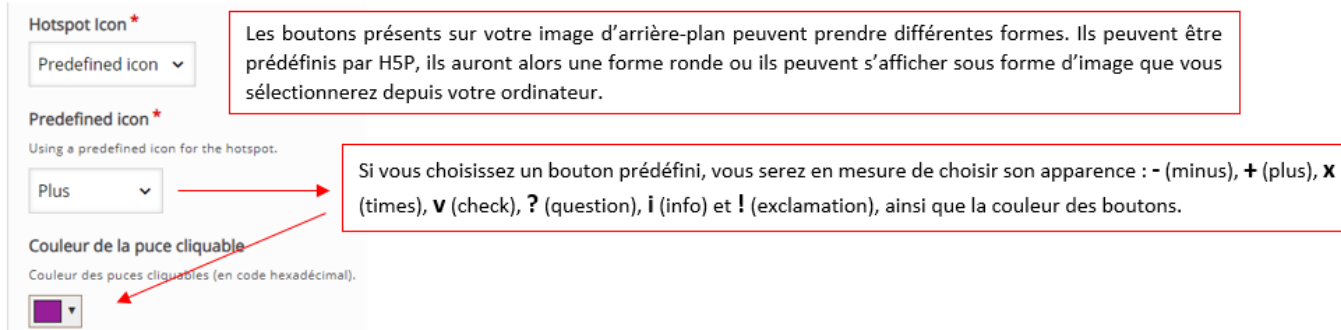 Hotspot Icon *
Predefined icon
Les boutons présents sur votre image d’arrière-plan peuvent prendre différentes formes. Ils peuvent être
prédéfinis par H5P, ils auront alors une forme ronde ou ils peuvent s’afficher sous forme d’image que vous
sélectionnerez depuis votre ordinateur.
Predefined icon *
Using a predefined icon for the hotspot.
Plus
Si vous choisissez un bouton prédéfini, vous serez en mesure de choisir son apparence : - (minus), + (plus), x
(times), v (check), ? (question), i (info) et ! (exclamation), ainsi que la couleur des boutons.
Couleur de la puce cliquable
Couleur des puces cliquables (en code hexadécimal).